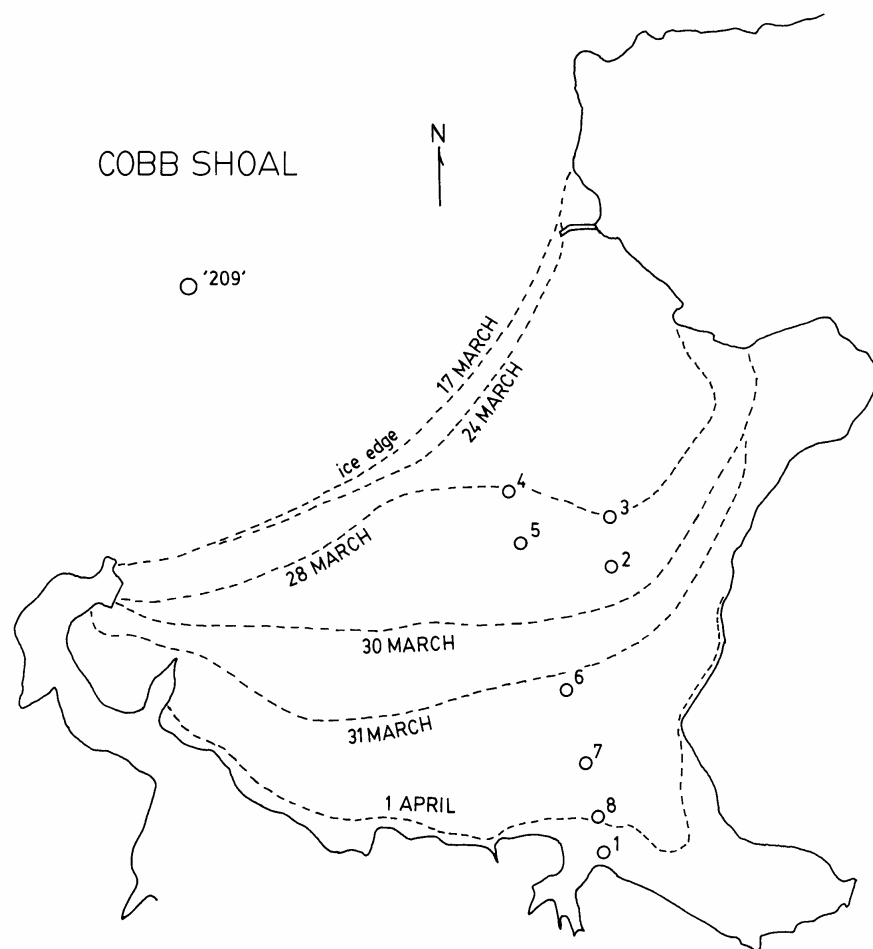 N
COBB SHOAL
'209'
17 MARCH
24 MARCH
ice edge
4
3
5
28 MARCH
2
30 MARCH
6
31 MARCH
7
1 APRIL
8
1